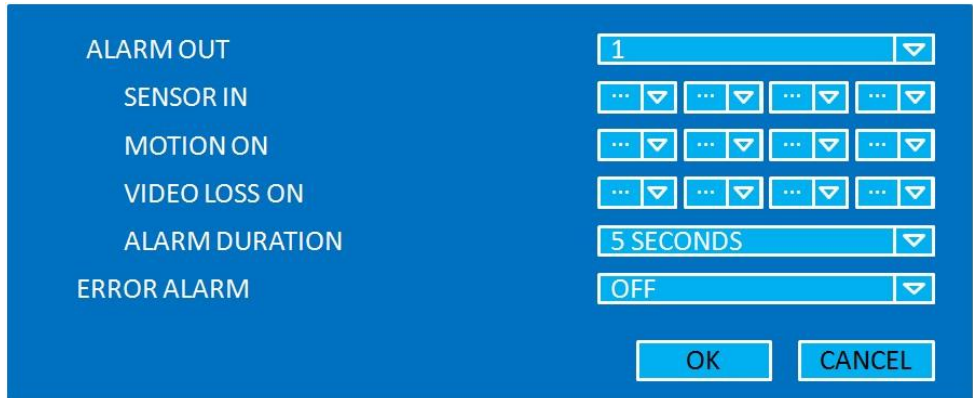 ALARM OUT 1
SENSOR IN ... ... ... ...
MOTION ON ... ... ... ...
VIDEO LOSS ON ... ... ... ...
ALARM DURATION 5 SECONDS
ERROR ALARM OFF
OK CANCEL